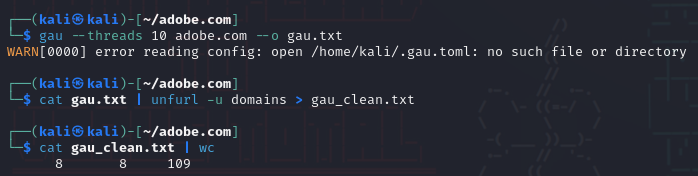 ┌──(kali㉿kali)-[~/adobe.com]
└─$ gau --threads 10 adobe.com --o gau.txt
WARN[0000] error reading config: open /home/kali/.gau.toml: no such file or directory
┌──(kali㉿kali)-[~/adobe.com]
└─$ cat gau.txt | unfurl -u domains > gau_clean.txt
┌──(kali㉿kali)-[~/adobe.com]
└─$ cat gau_clean.txt | wc
8 8 109